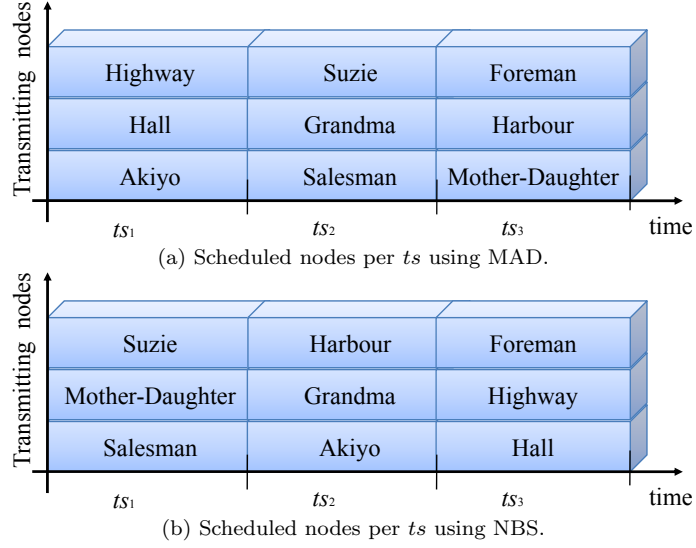 Transmitting nodes
Highway Suzie Foreman
Hall Grandma Harbour
Akiyo Salesman Mother-Daughter
ts1 ts2 ts3 time
(a) Scheduled nodes per ts using MAD.
Transmitting nodes
Suzie Harbour Foreman
Mother-Daughter Grandma Highway
Salesman Akiyo Hall
ts1 ts2 ts3 time
(b) Scheduled nodes per ts using NBS.